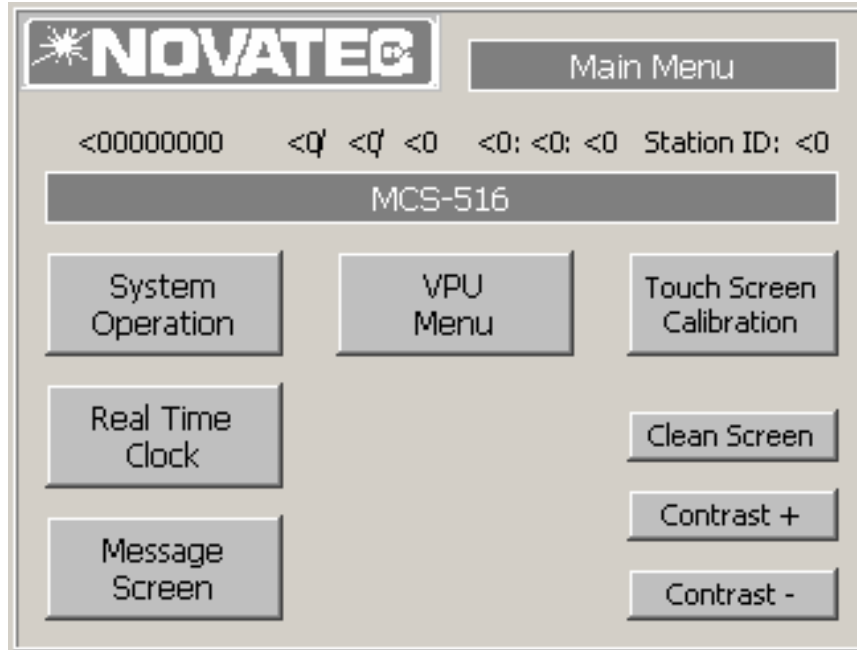 NOVATEC
Main Menu
<00000000 <0/ <0/ <0 <0: <0: <0 Station ID: <0
MCS-516
System
Operation
VPU
Menu
Touch Screen
Calibration
Real Time
Clock
Clean Screen
Contrast +
Message
Screen
Contrast -